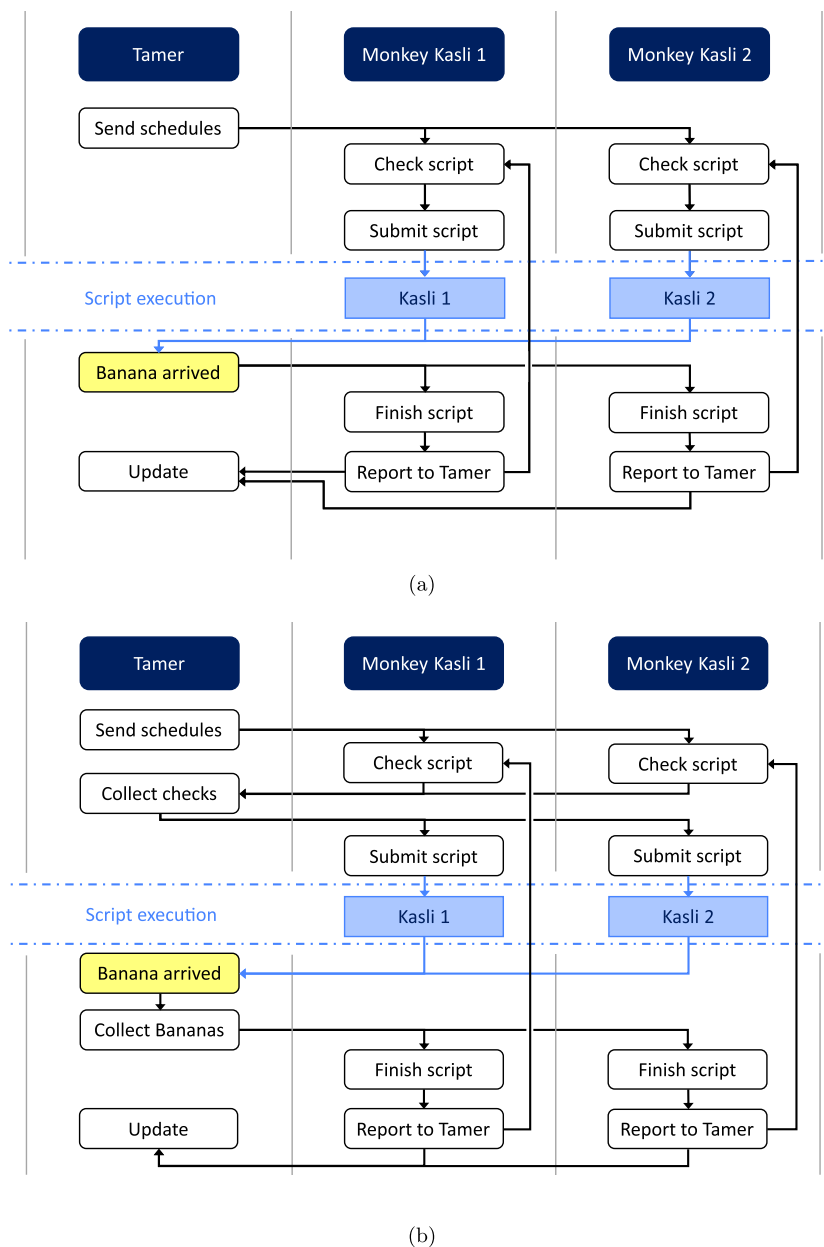 Tamer
Monkey Kasli 1
Monkey Kasli 2
Send schedules
Check script
Check script
Submit script
Submit script
Script execution
Kasli 1
Kasli 2
Banana arrived
Finish script
Finish script
Update
Report to Tamer
Report to Tamer
(a)
Tamer
Monkey Kasli 1
Monkey Kasli 2
Send schedules
Check script
Check script
Collect checks
Submit script
Submit script
Script execution
Kasli 1
Kasli 2
Banana arrived
Collect Bananas
Finish script
Finish script
Update
Report to Tamer
Report to Tamer
(b)